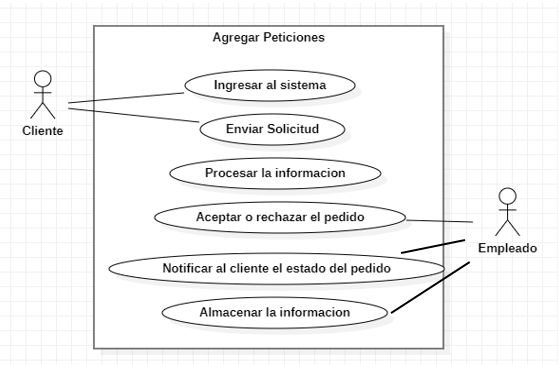 Agregar Peticiones
Ingresar al sistema
Cliente
Enviar Solicitud
Procesar la informacion
Aceptar o rechazar el pedido
Empleado
Notificar al cliente el estado del pedido
Almacenar la informacion